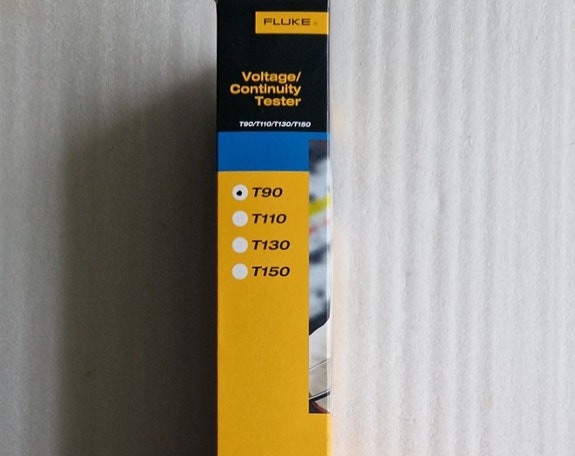 FLUKE
Voltage/
Continuity
Tester
T90/T110/T130/T150
T90
T110
T130
T150